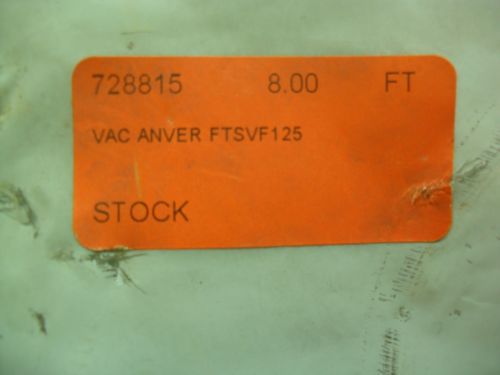 728815 8.00 FT
VAC ANVER FTSVF125
STOCK